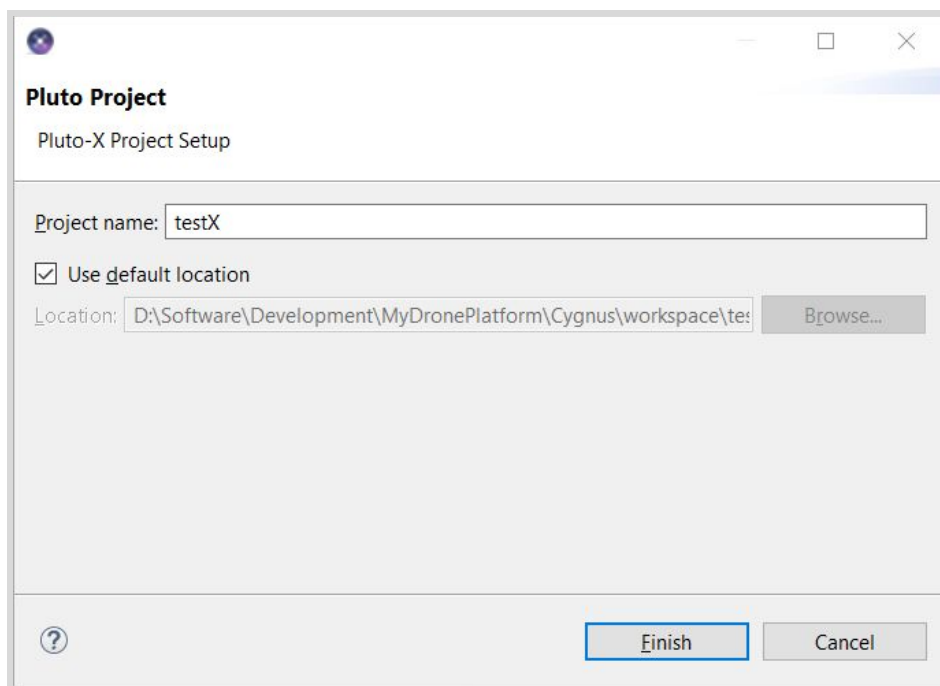 Pluto Project
Pluto-X Project Setup
Project name: testX
Use default location
Location: D:\Software\Development\MyDronePlatform\Cygnus\workspace\tes Browse...
Finish Cancel